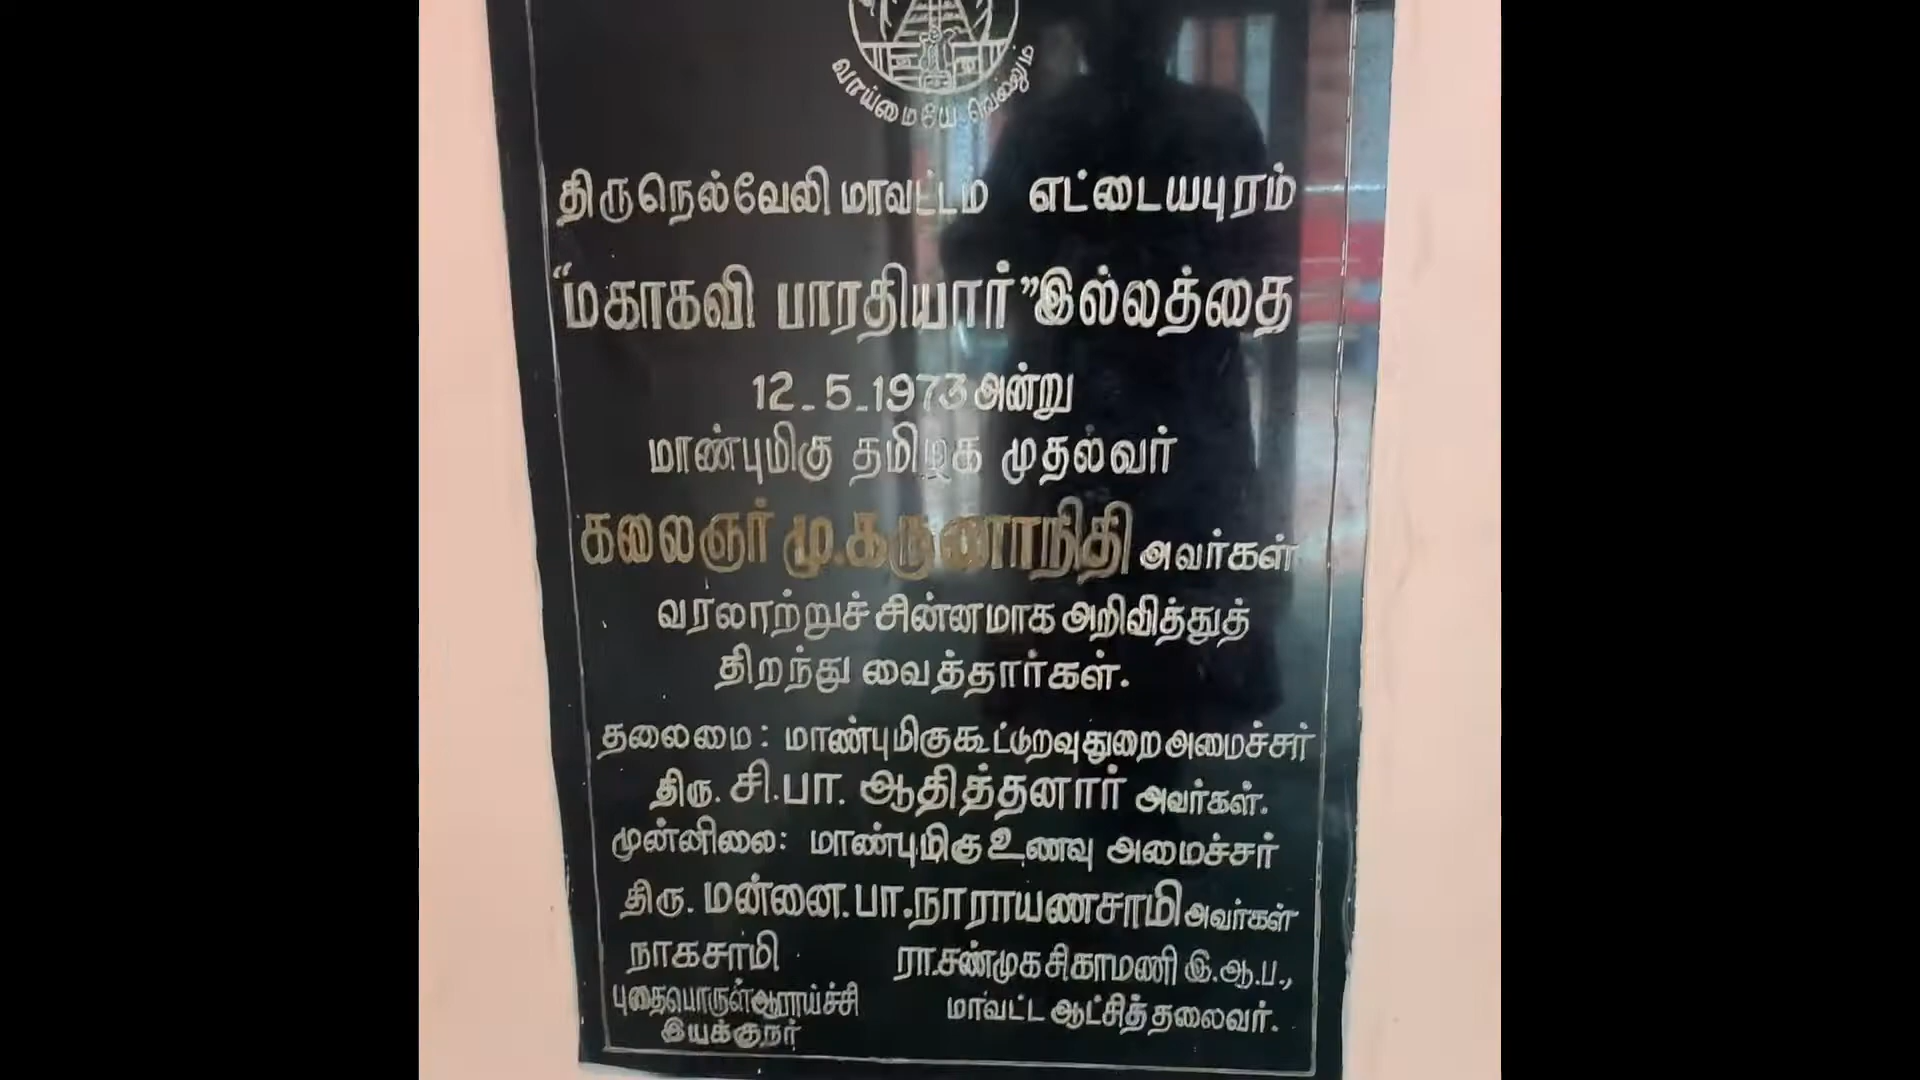 வாய்மையே வெல்லும்
திருநெல்வேலி மாவட்டம் எட்டையபுரம்
“மகாகவி பாரதியார்” இல்லத்தை
12-5-1973 அன்று
மாண்புமிகு தமிழக முதல்வர்
கலைஞர் மு.கருணாநிதி அவர்கள்
வரலாற்றுச் சின்னமாக அறிவித்துத்
திறந்து வைத்தார்கள்.
தலைமை: மாண்புமிகு கூட்டுறவு துறை அமைச்சர்
திரு. சி.பா. ஆதித்தனார் அவர்கள்.
முன்னிலை: மாண்புமிகு உணவு அமைச்சர்
திரு. மன்னை.பா.நாராயணசாமி அவர்கள்
நாகசாமி
புதைபொருள் ஆராய்ச்சி
இயக்குநர்
ரா.சண்முகசிகாமணி இ.ஆ.ப.,
மாவட்ட ஆட்சித்தலைவர்.